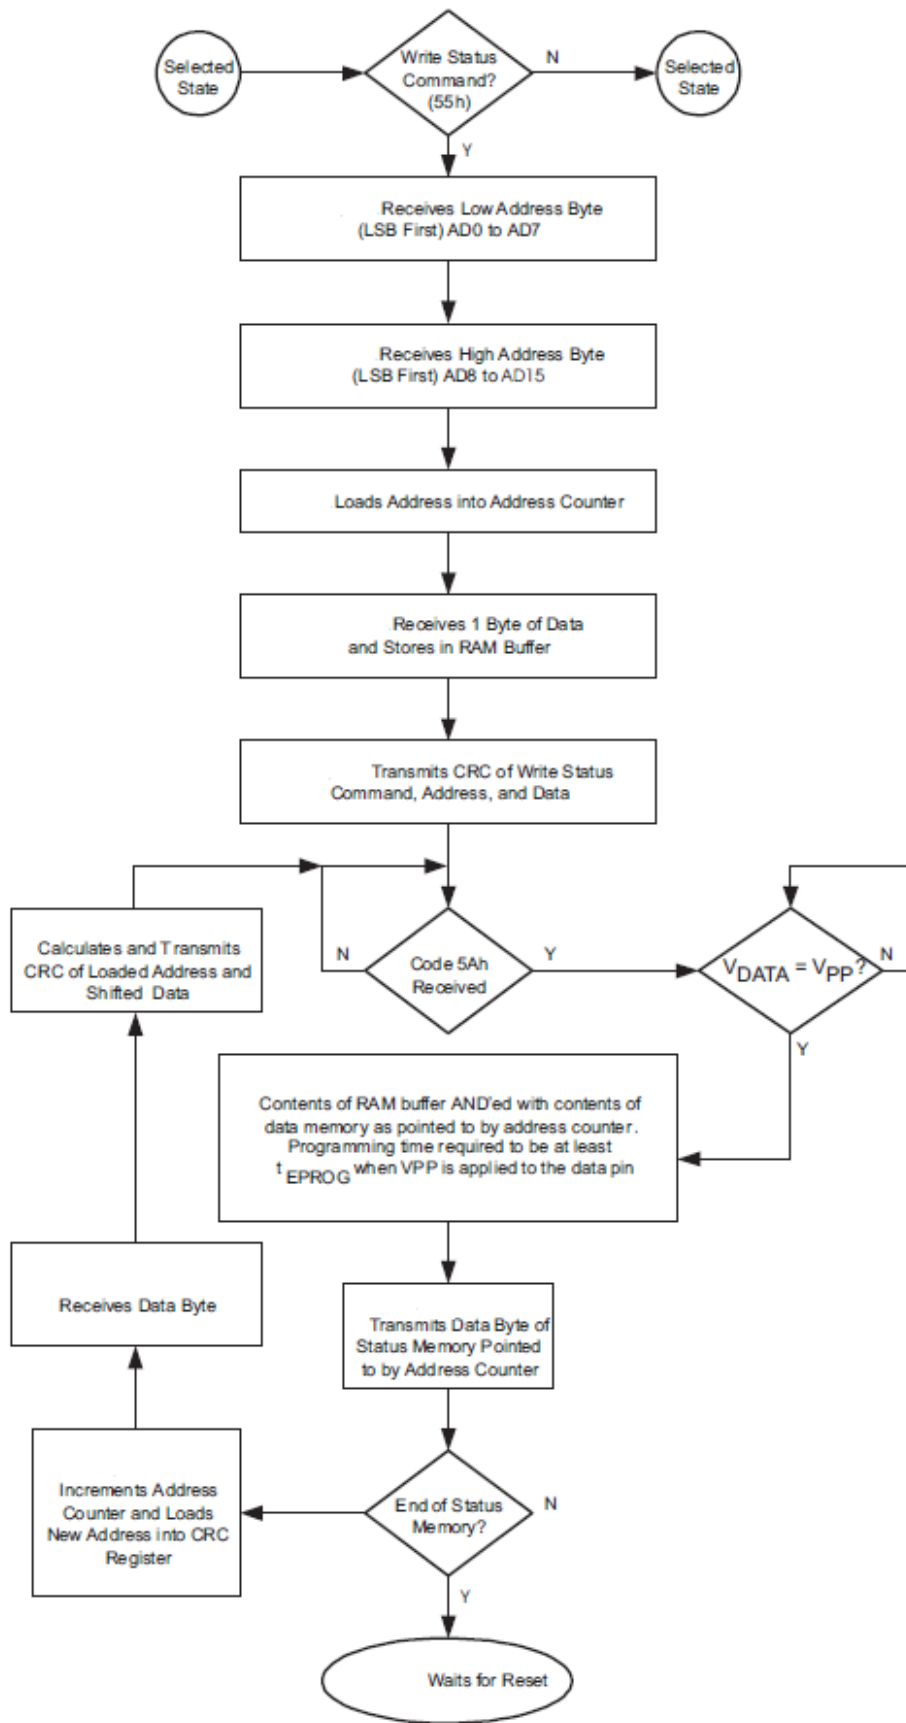 Selected
State
Write Status
Command?
(55h)
N
Selected
State
Y
Receives Low Address Byte
(LSB First) AD0 to AD7
Receives High Address Byte
(LSB First) AD8 to AD15
Loads Address into Address Counter
Receives 1 Byte of Data
and Stores in RAM Buffer
Transmits CRC of Write Status
Command, Address, and Data
Calculates and Transmits
CRC of Loaded Address and
Shifted Data
N
Code 5Ah
Received
Y
VDATA = VPP?
N
Y
Contents of RAM buffer AND'ed with contents of
data memory as pointed to by address counter.
Programming time required to be at least
tEPROG when VPP is applied to the data pin
Receives Data Byte
Transmits Data Byte of
Status Memory Pointed
to by Address Counter
Increments Address
Counter and Loads
New Address into CRC
Register
End of Status
Memory?
N
Y
Waits for Reset